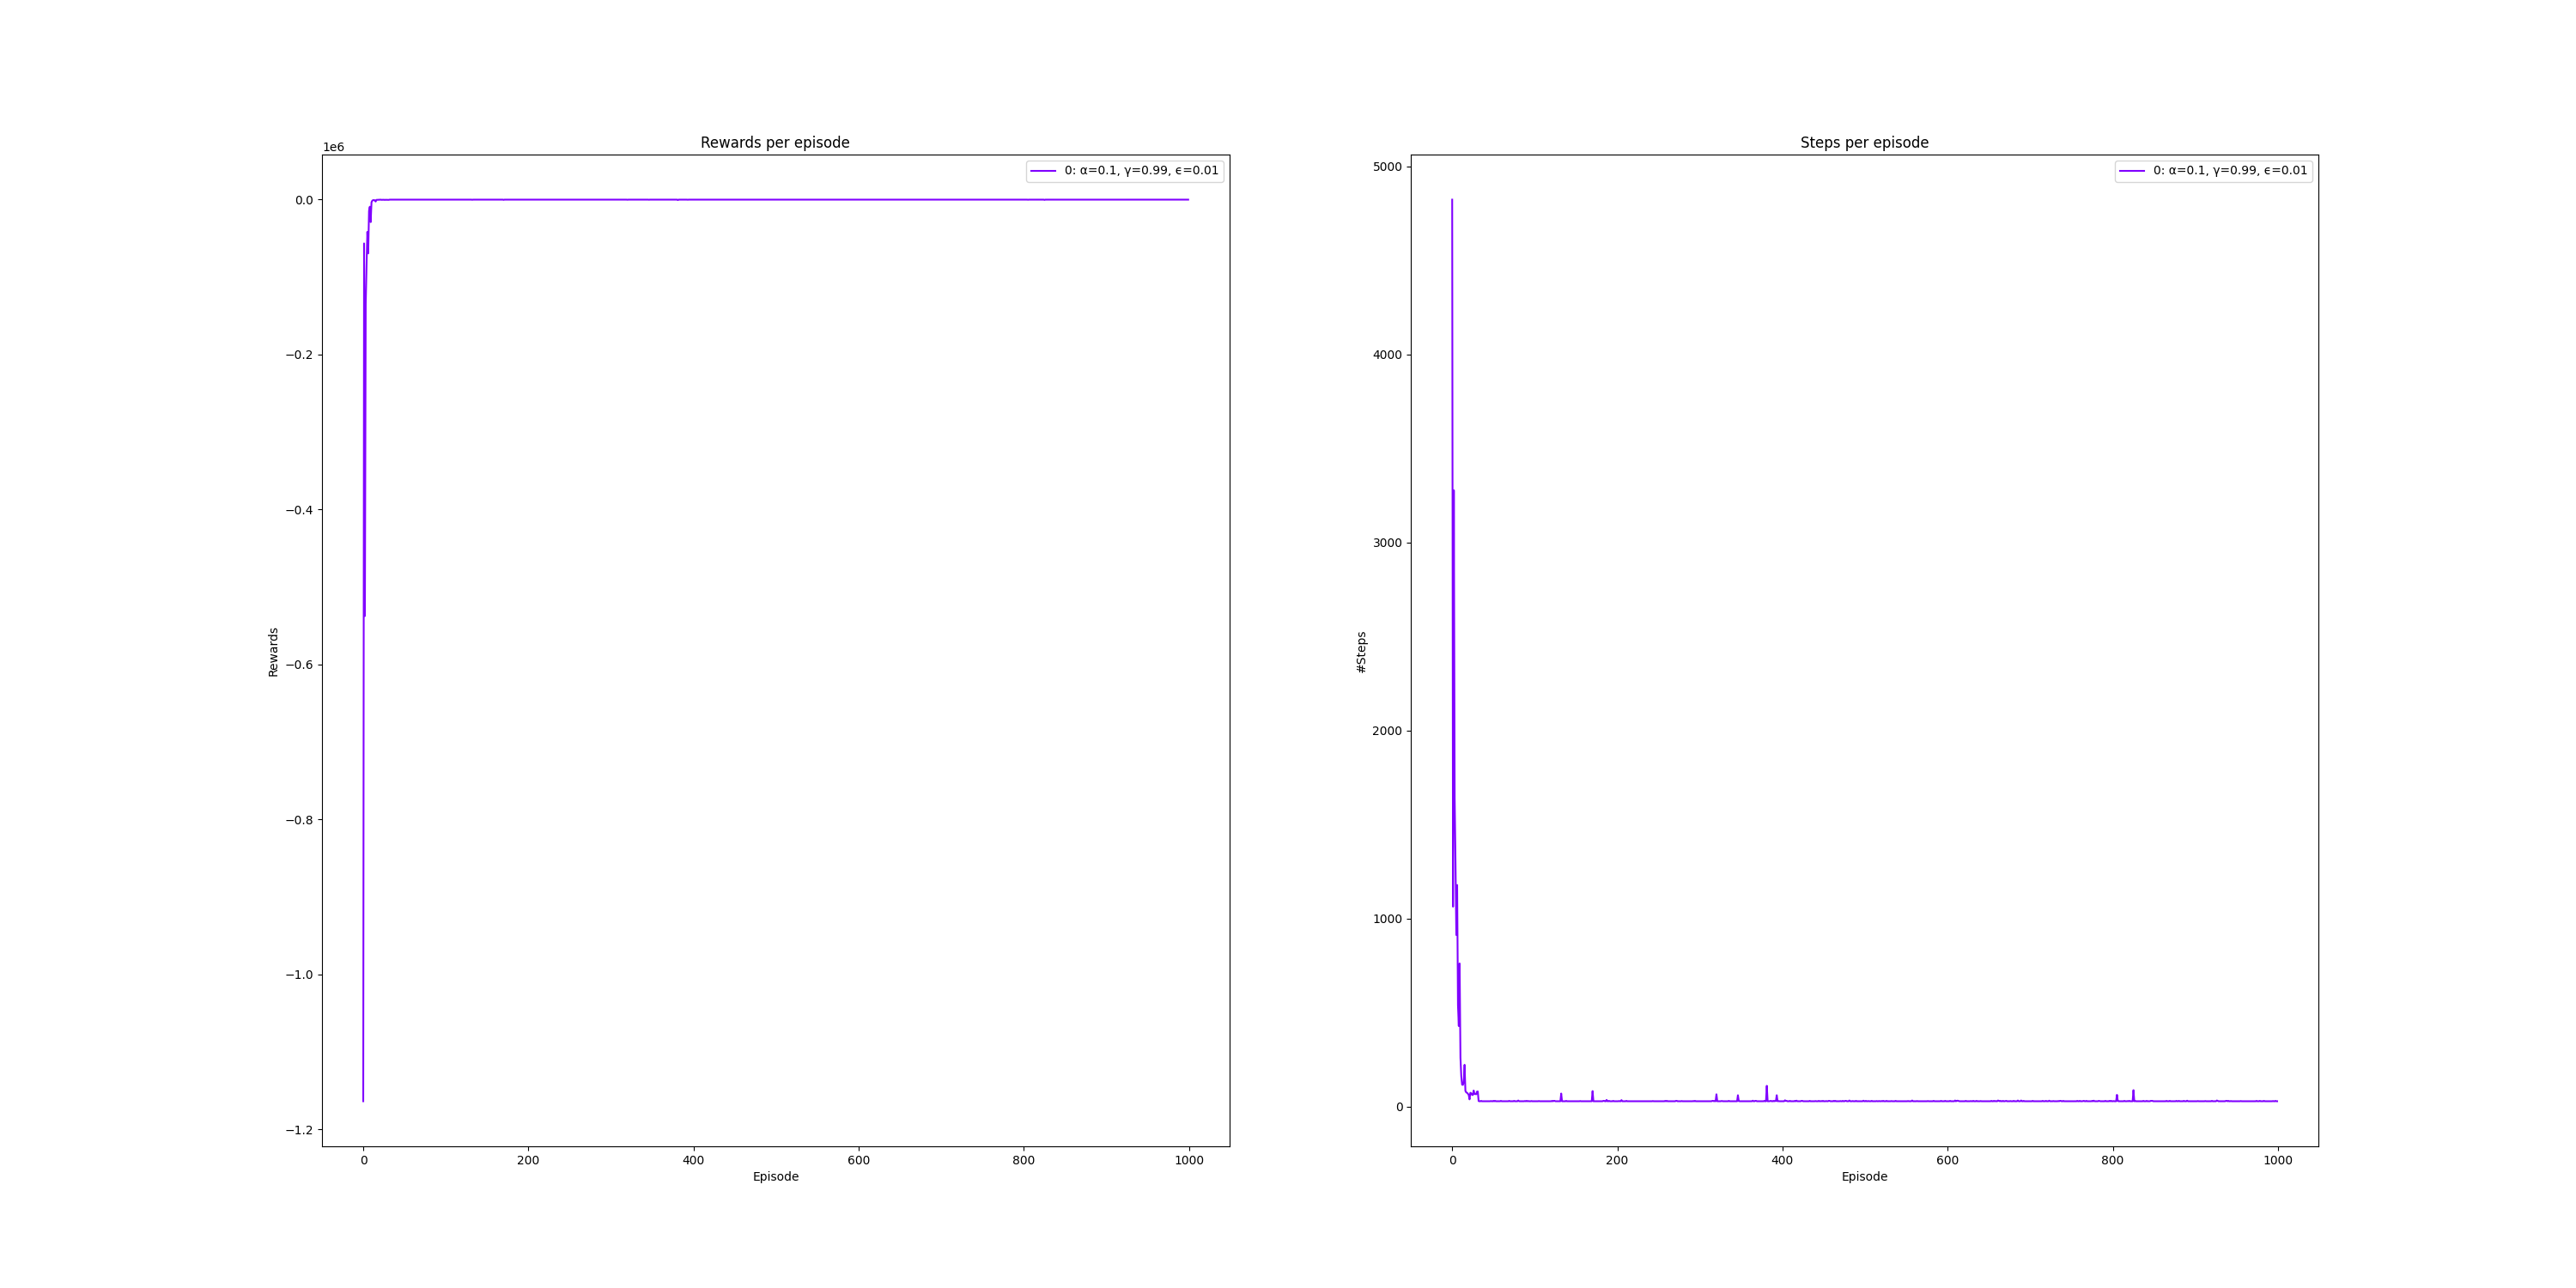 Rewards per episode
1e6
0: α=0.1, γ=0.99, ϵ=0.01
0.0
−0.2
−0.4
−0.6
−0.8
−1.0
−1.2
Rewards
0 200 400 600 800 1000
Episode
Steps per episode
0: α=0.1, γ=0.99, ϵ=0.01
5000
4000
3000
2000
1000
0
#Steps
0 200 400 600 800 1000
Episode